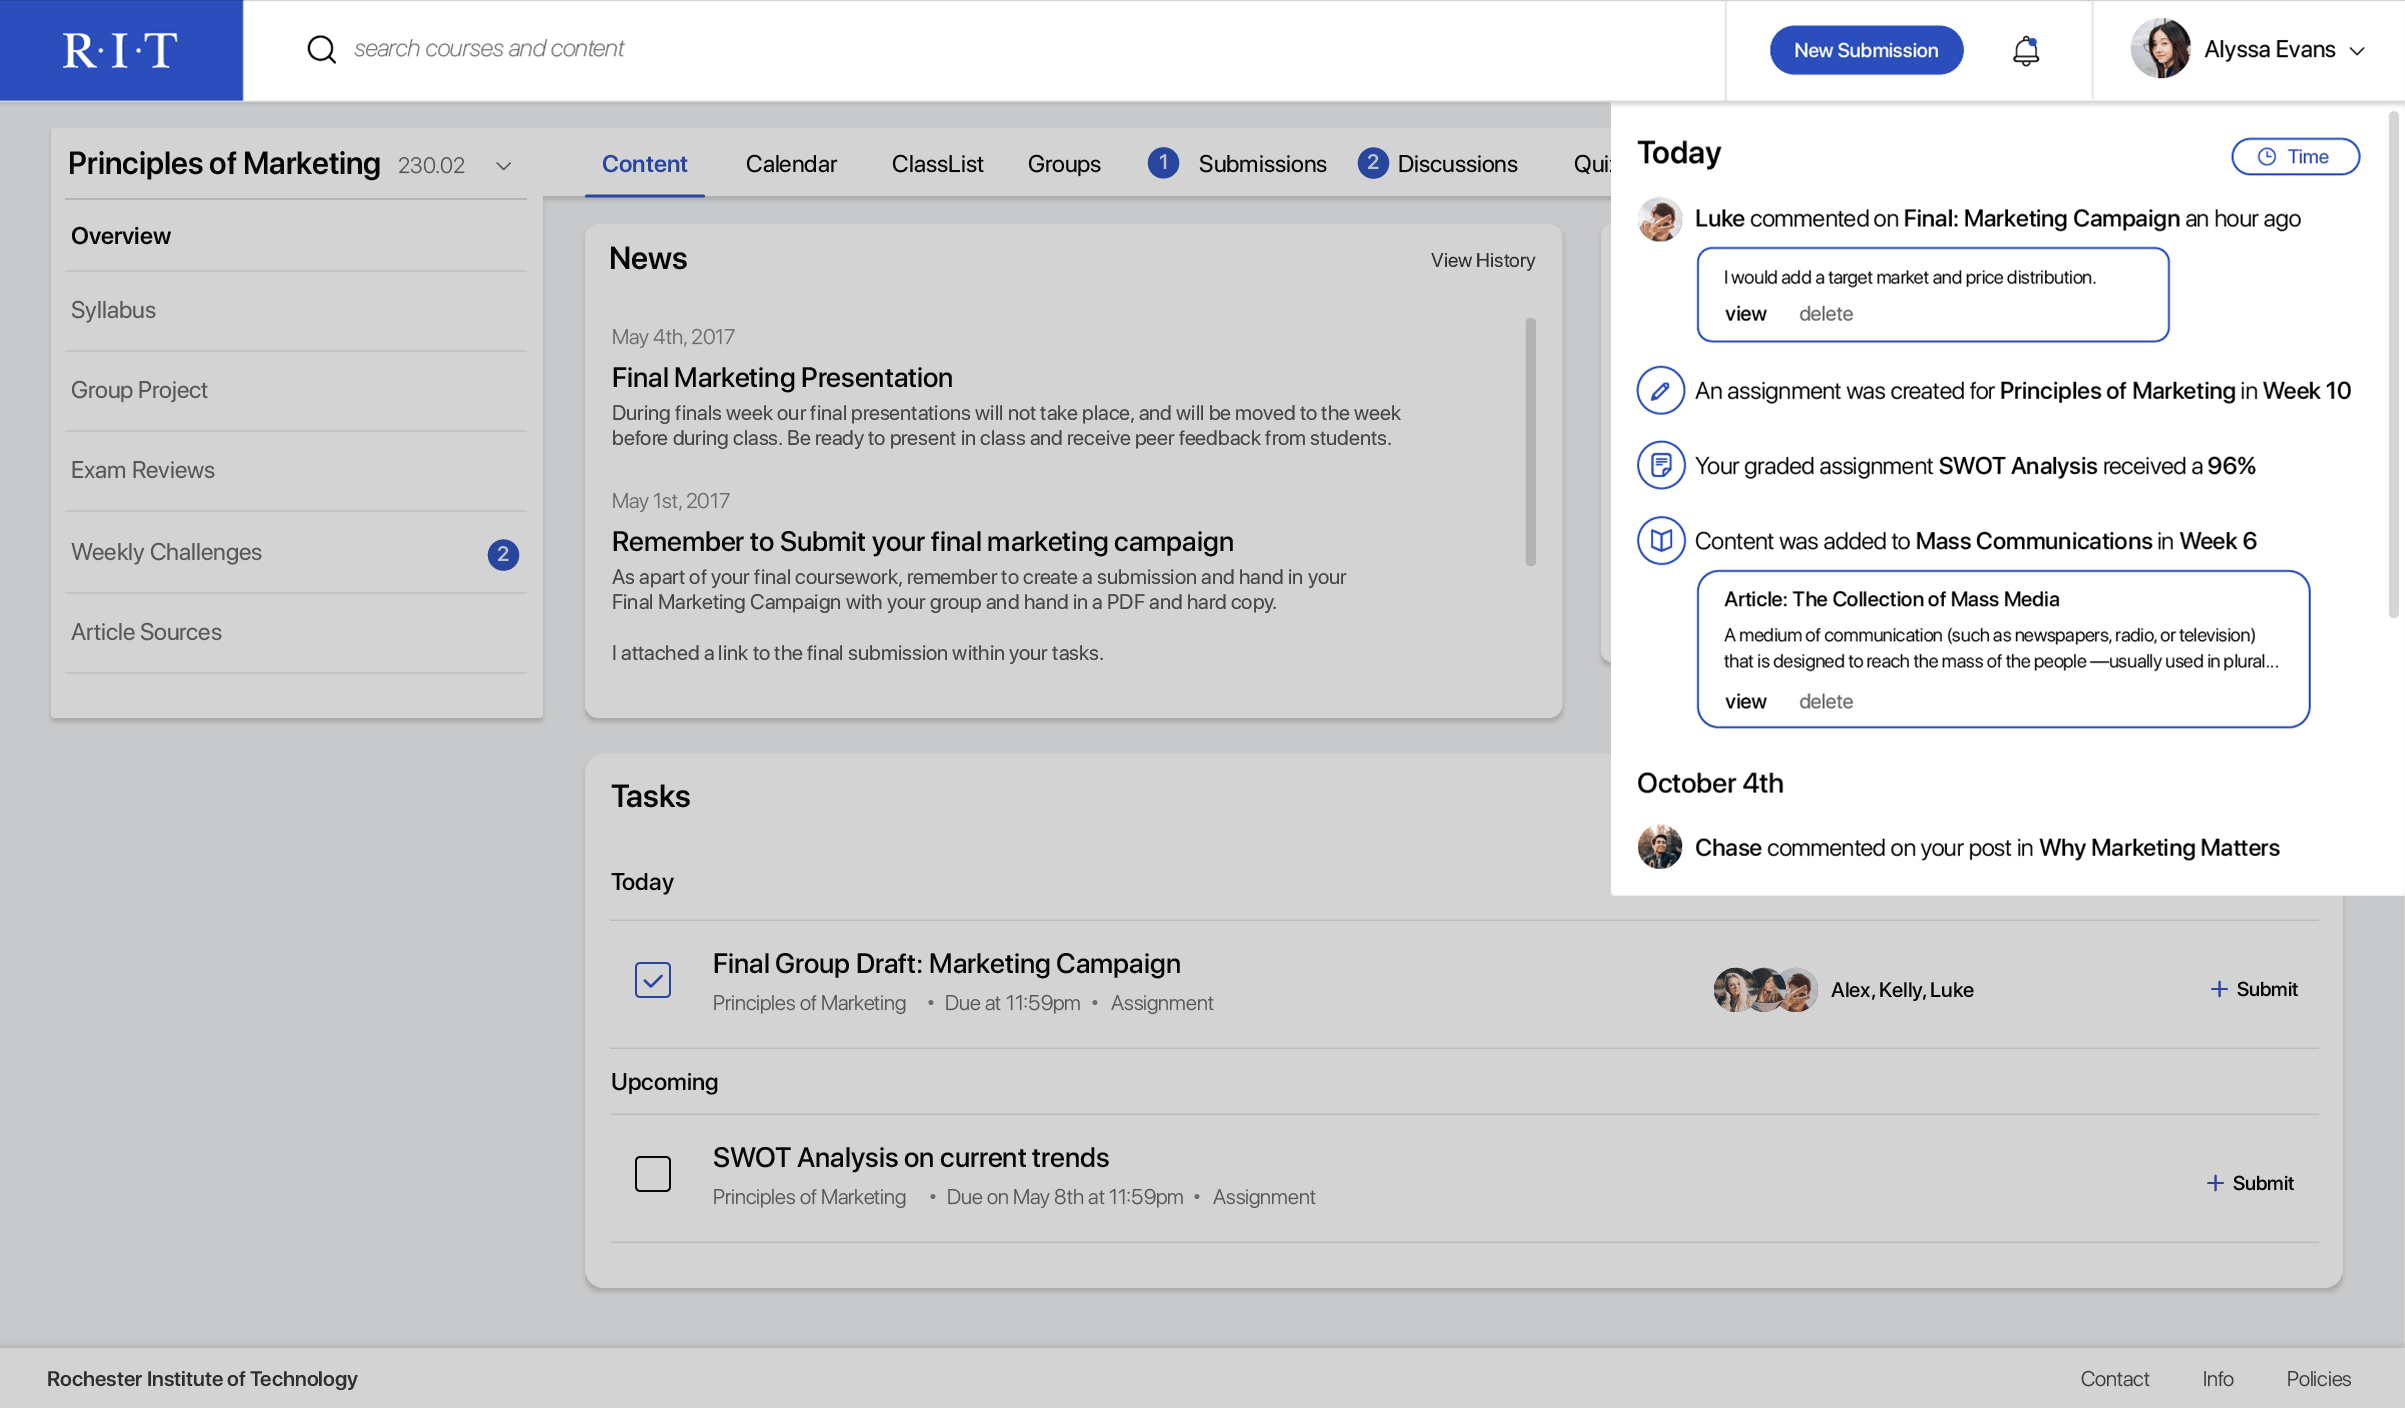 R·I·T
search courses and content
New Submission
Alyssa Evans
Principles of Marketing 230.02
Overview
Syllabus
Group Project
Exam Reviews
Weekly Challenges 2
Article Sources
Content Calendar ClassList Groups 1 Submissions 2 Discussions
News View History
May 4th, 2017
Final Marketing Presentation
During finals week our final presentations will not take place, and will be moved to the week
before during class. Be ready to present in class and receive peer feedback from students.
May 1st, 2017
Remember to Submit your final marketing campaign
As apart of your final coursework, remember to create a submission and hand in your
Final Marketing Campaign with your group and hand in a PDF and hard copy.
I attached a link to the final submission within your tasks.
Today Time
Luke commented on Final: Marketing Campaign an hour ago
I would add a target market and price distribution.
view delete
An assignment was created for Principles of Marketing in Week 10
Your graded assignment SWOT Analysis received a 96%
Content was added to Mass Communications in Week 6
Article: The Collection of Mass Media
A medium of communication (such as newspapers, radio, or television)
that is designed to reach the mass of the people —usually used in plural...
view delete
October 4th
Chase commented on your post in Why Marketing Matters
Tasks
Today
Final Group Draft: Marketing Campaign
Principles of Marketing • Due at 11:59pm • Assignment
Alex, Kelly, Luke
+ Submit
Upcoming
SWOT Analysis on current trends
Principles of Marketing • Due on May 8th at 11:59pm • Assignment
+ Submit
Rochester Institute of Technology
Contact Info Policies